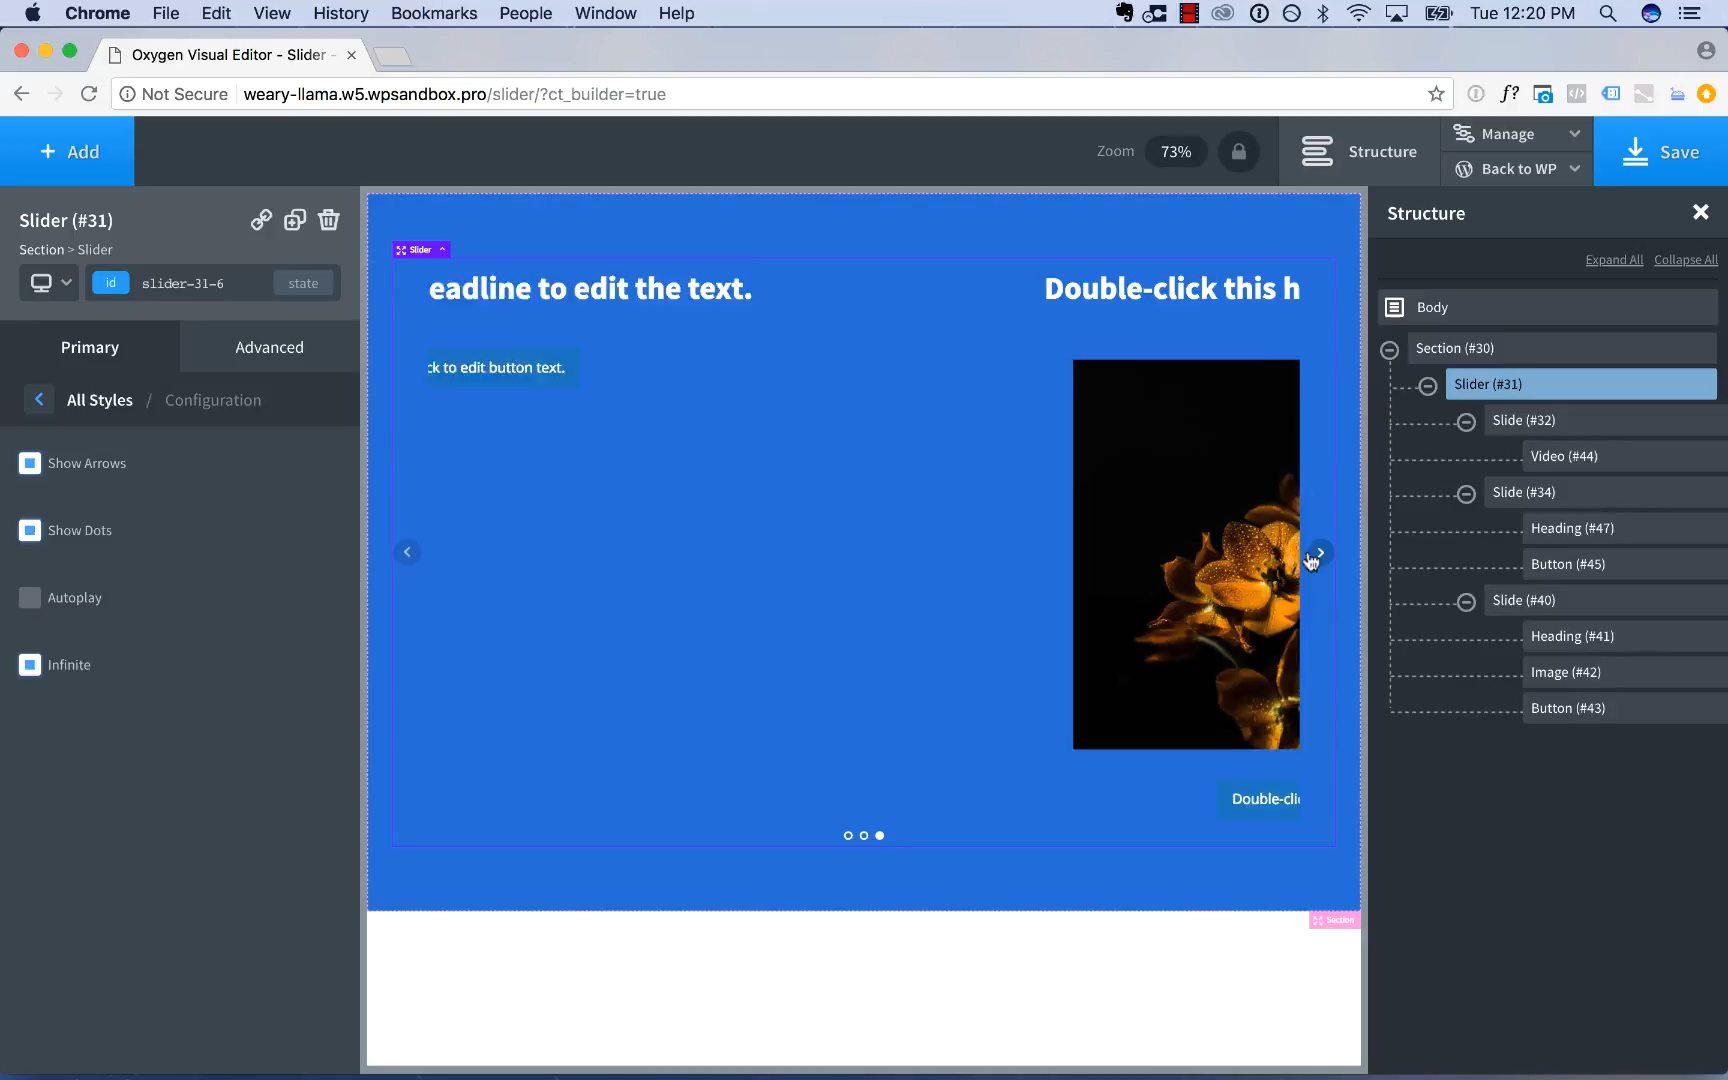 Chrome File Edit View History Bookmarks People Window Help Tue 12:20 PM
Oxygen Visual Editor - Slider -
Not Secure weary-llama.w5.wpsandbox.pro/slider/?ct_builder=true
f?
+ Add
Zoom 73%
Structure
Manage
Back to WP
Save
Slider (#31)
Section > Slider
id slider-31-6 state
Primary Advanced
All Styles / Configuration
Show Arrows
Show Dots
Autoplay
Infinite
Slider
eadline to edit the text.
Double-click this h
ck to edit button text.
Double-clic
Section
Structure
Expand All Collapse All
Body
Section (#30)
Slider (#31)
Slide (#32)
Video (#44)
Slide (#34)
Heading (#47)
Button (#45)
Slide (#40)
Heading (#41)
Image (#42)
Button (#43)